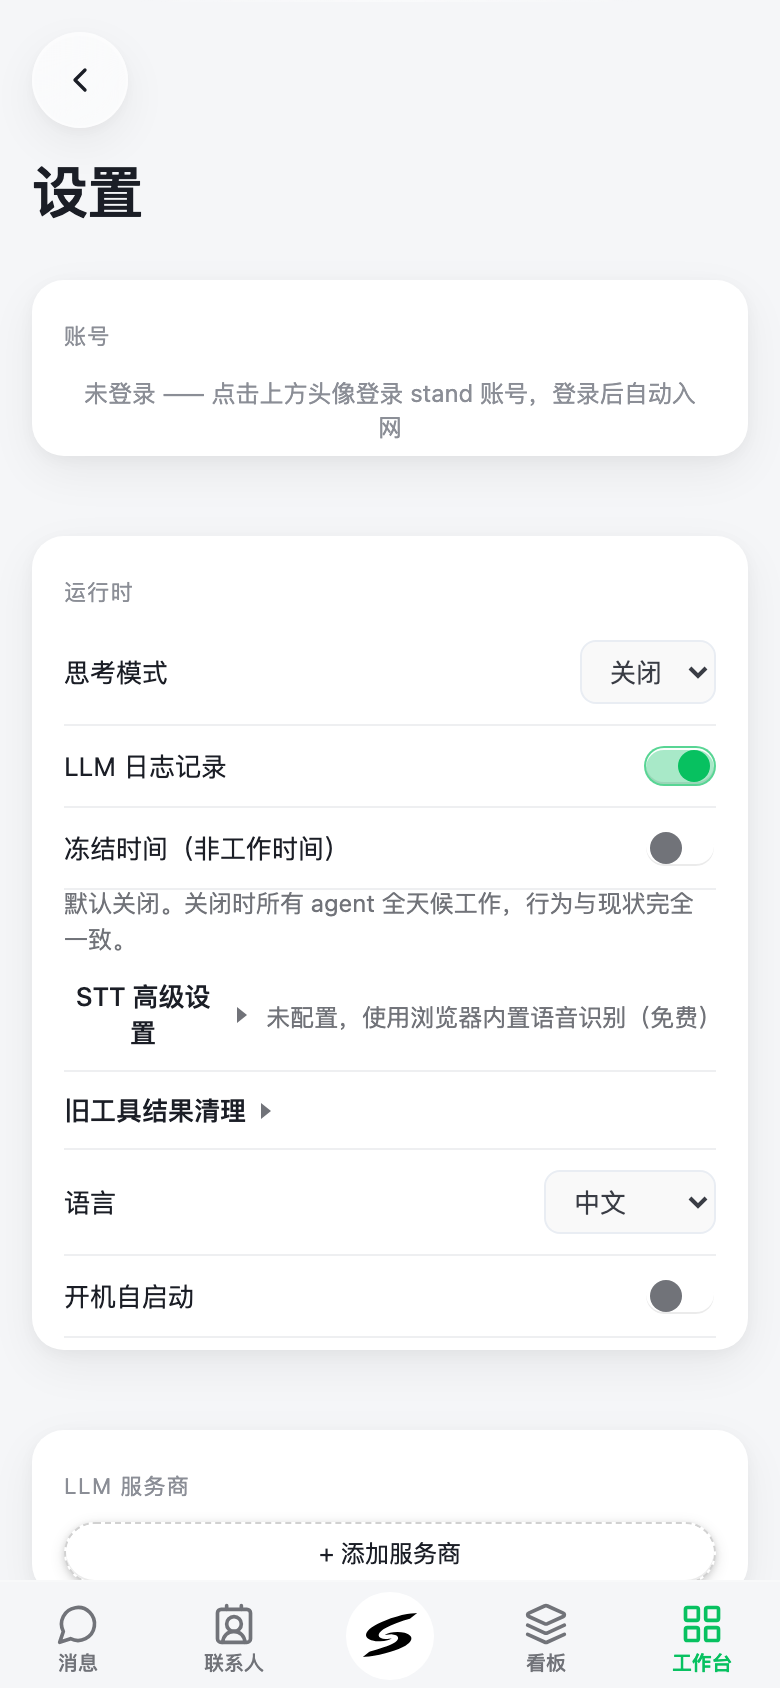 设置
账号
未登录 —— 点击上方头像登录 stand 账号，登录后自动入
网
运行时
思考模式
关闭
LLM 日志记录
冻结时间（非工作时间）
默认关闭。关闭时所有 agent 全天候工作，行为与现状完全
一致。
STT 高级设
置
未配置，使用浏览器内置语音识别（免费）
旧工具结果清理
语言
中文
开机自启动
LLM 服务商
+ 添加服务商
消息
联系人
看板
工作台